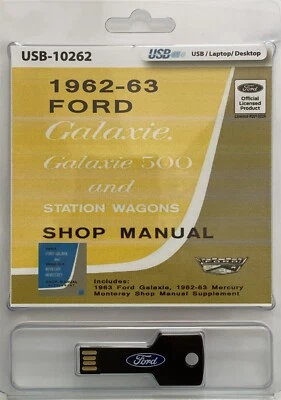 USB-10262
USB
USB / Laptop/ Desktop
1962-63
FORD
Ford
Official
Licensed
Product
Galaxie,
Galaxie 500
and
STATION WAGONS
SHOP MANUAL
Includes:
1963 Ford Galaxie, 1962-63 Mercury
Monterey Shop Manual Supplement
Ford